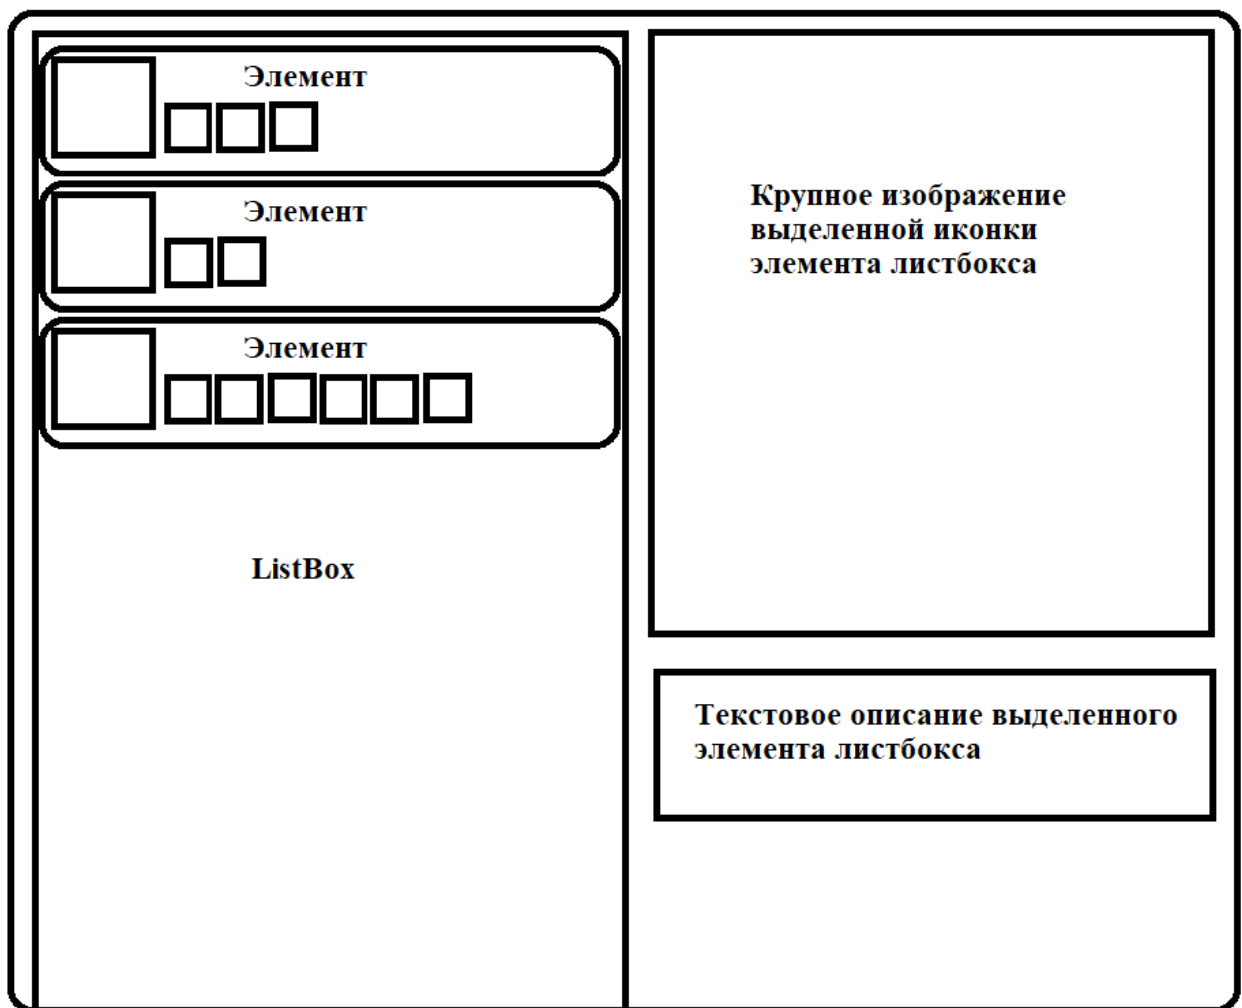 Элемент
Элемент
Элемент
ListBox
Крупное изображение
выделенной иконки
элемента листбокса
Текстовое описание выделенного
элемента листбокса